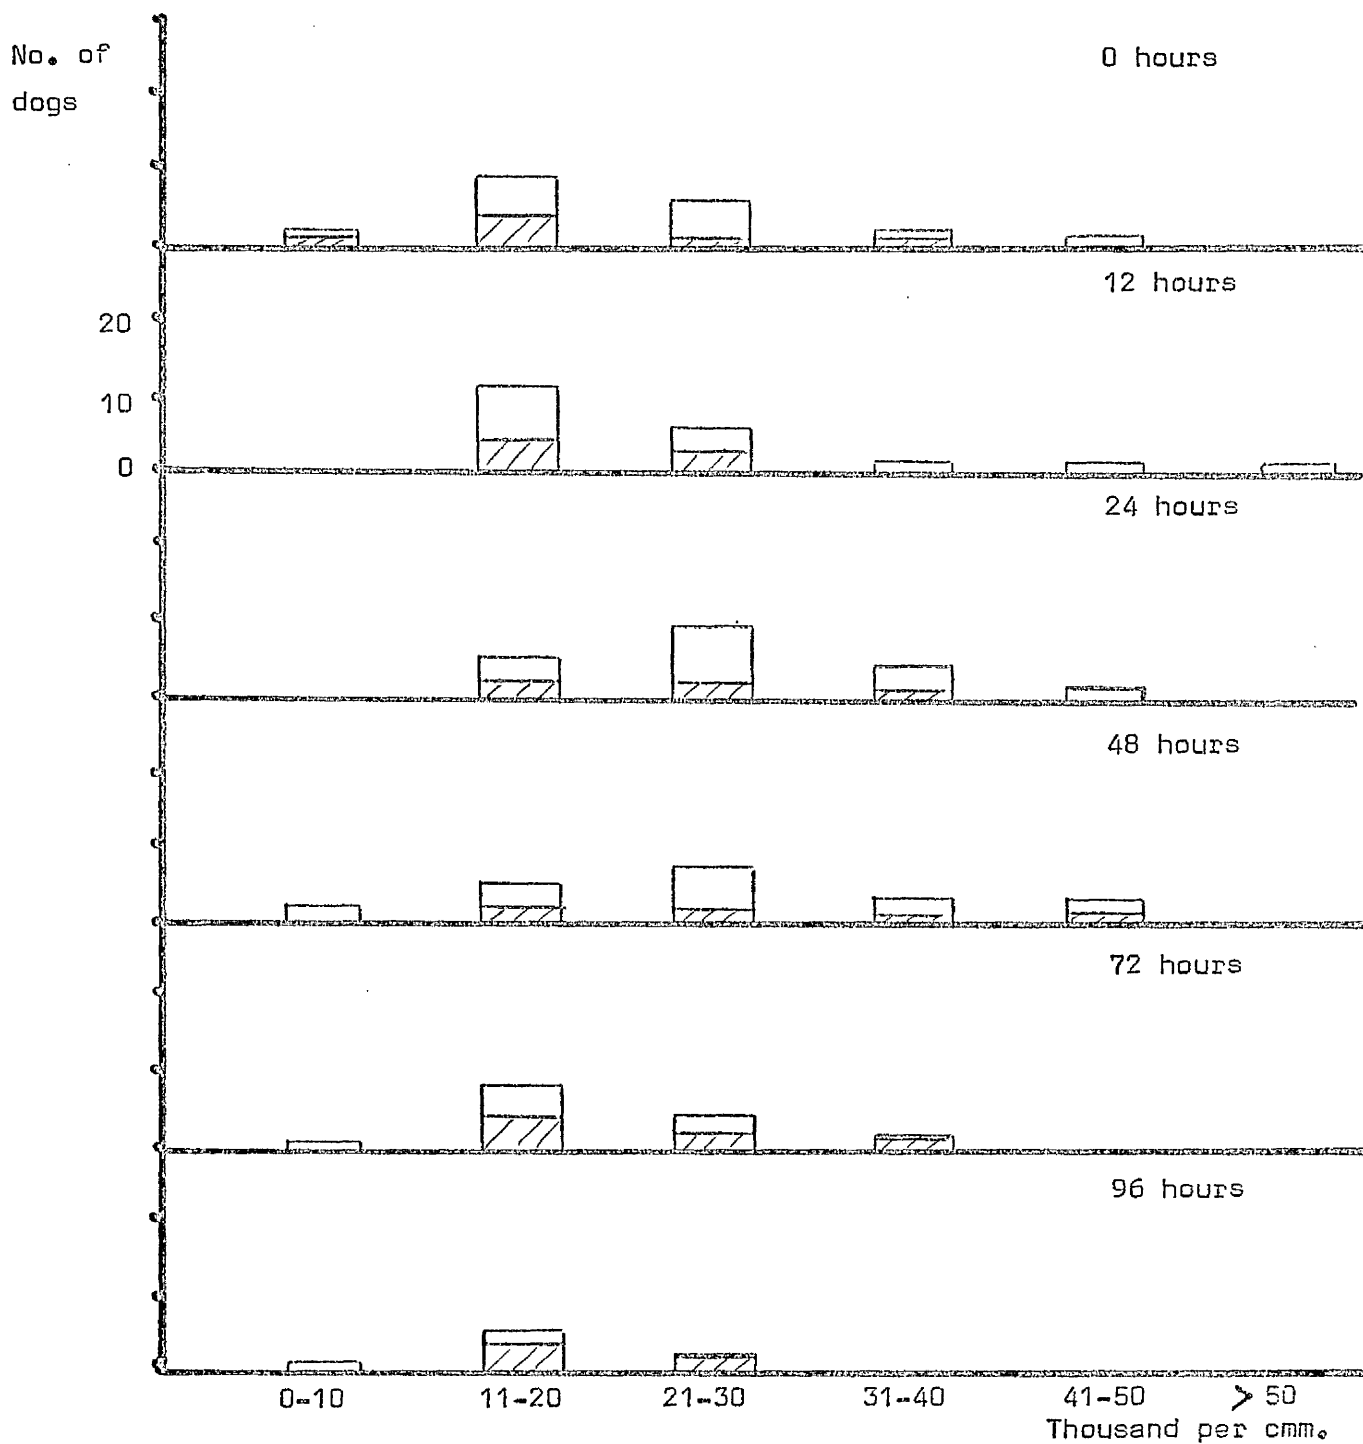 No. of
dogs
0 hours
12 hours
20
10
0
24 hours
48 hours
72 hours
96 hours
0-10 11-20 21-30 31-40 41-50 > 50
Thousand per cmm.